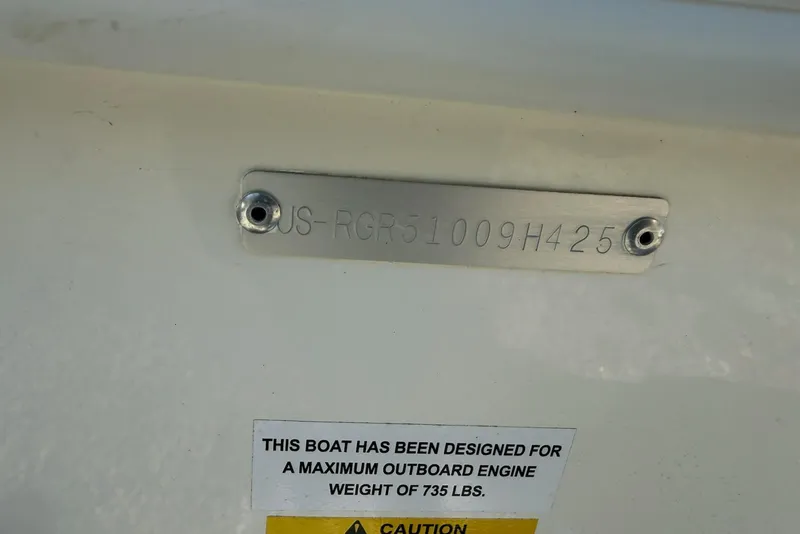 US-RGR51009H425
THIS BOAT HAS BEEN DESIGNED FOR
A MAXIMUM OUTBOARD ENGINE
WEIGHT OF 735 LBS.
CAUTION